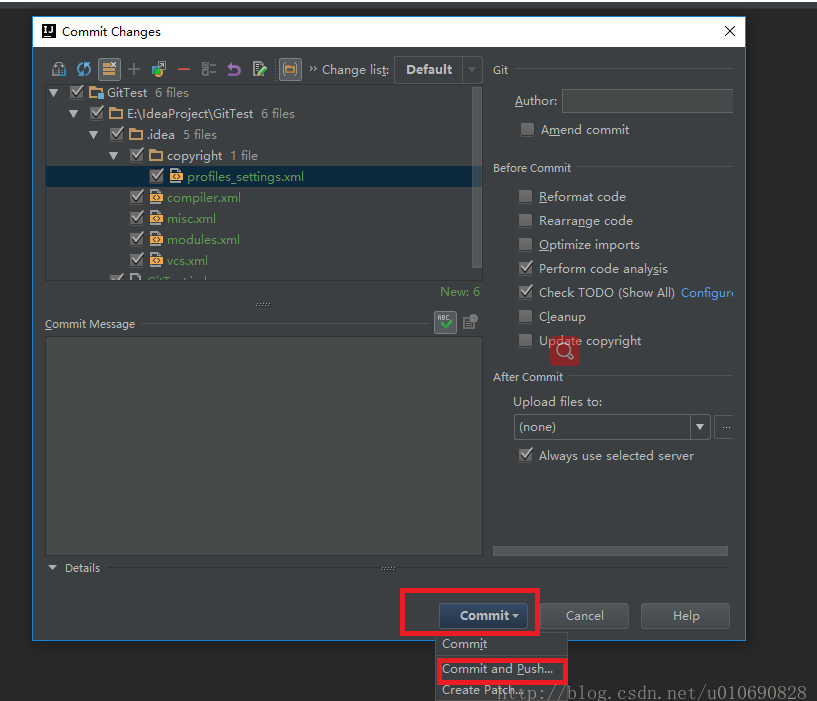 Commit Changes
Change list: Default
GitTest 6 files
E:\IdeaProject\GitTest 6 files
.idea 5 files
copyright 1 file
profiles_settings.xml
compiler.xml
misc.xml
modules.xml
vcs.xml
New: 6
Commit Message
ABC
Details
Git
Author:
Amend commit
Before Commit
Reformat code
Rearrange code
Optimize imports
Perform code analysis
Check TODO (Show All) Configure
Cleanup
Update copyright
After Commit
Upload files to:
(none)
...
Always use selected server
Commit
Cancel
Help
Commit
Commit and Push...
Create Patch...
http://blog.csdn.net/u010690828